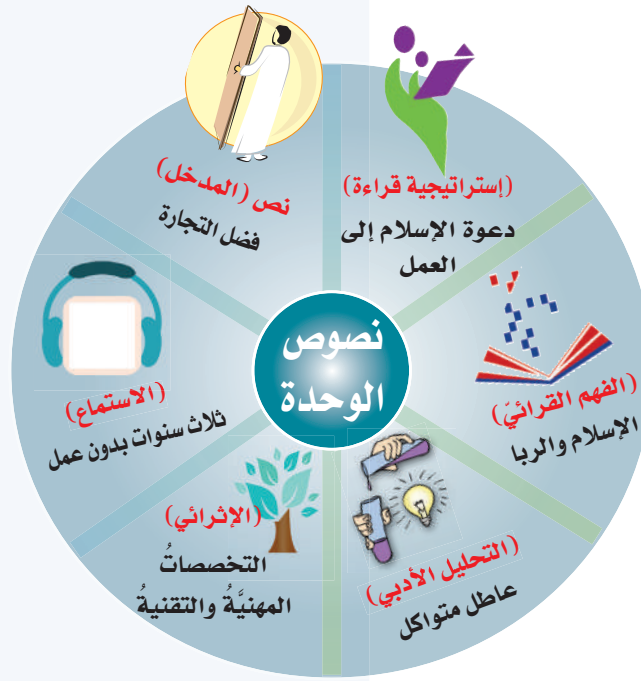 نصوص
الوحدة
(إستراتيجية قراءة)
دعوة الإسلام إلى
العمل
(الفهم القرائيّ)
الإسلام والربا
(التحليل الأدبي)
عاطل متواكل
(الإثرائي)
التخصصاتُ
المهنيَّةُ والتقنيةُ
(الاستماع)
ثلاث سنوات بدون عمل
نص (المدخل)
فضل التجارة